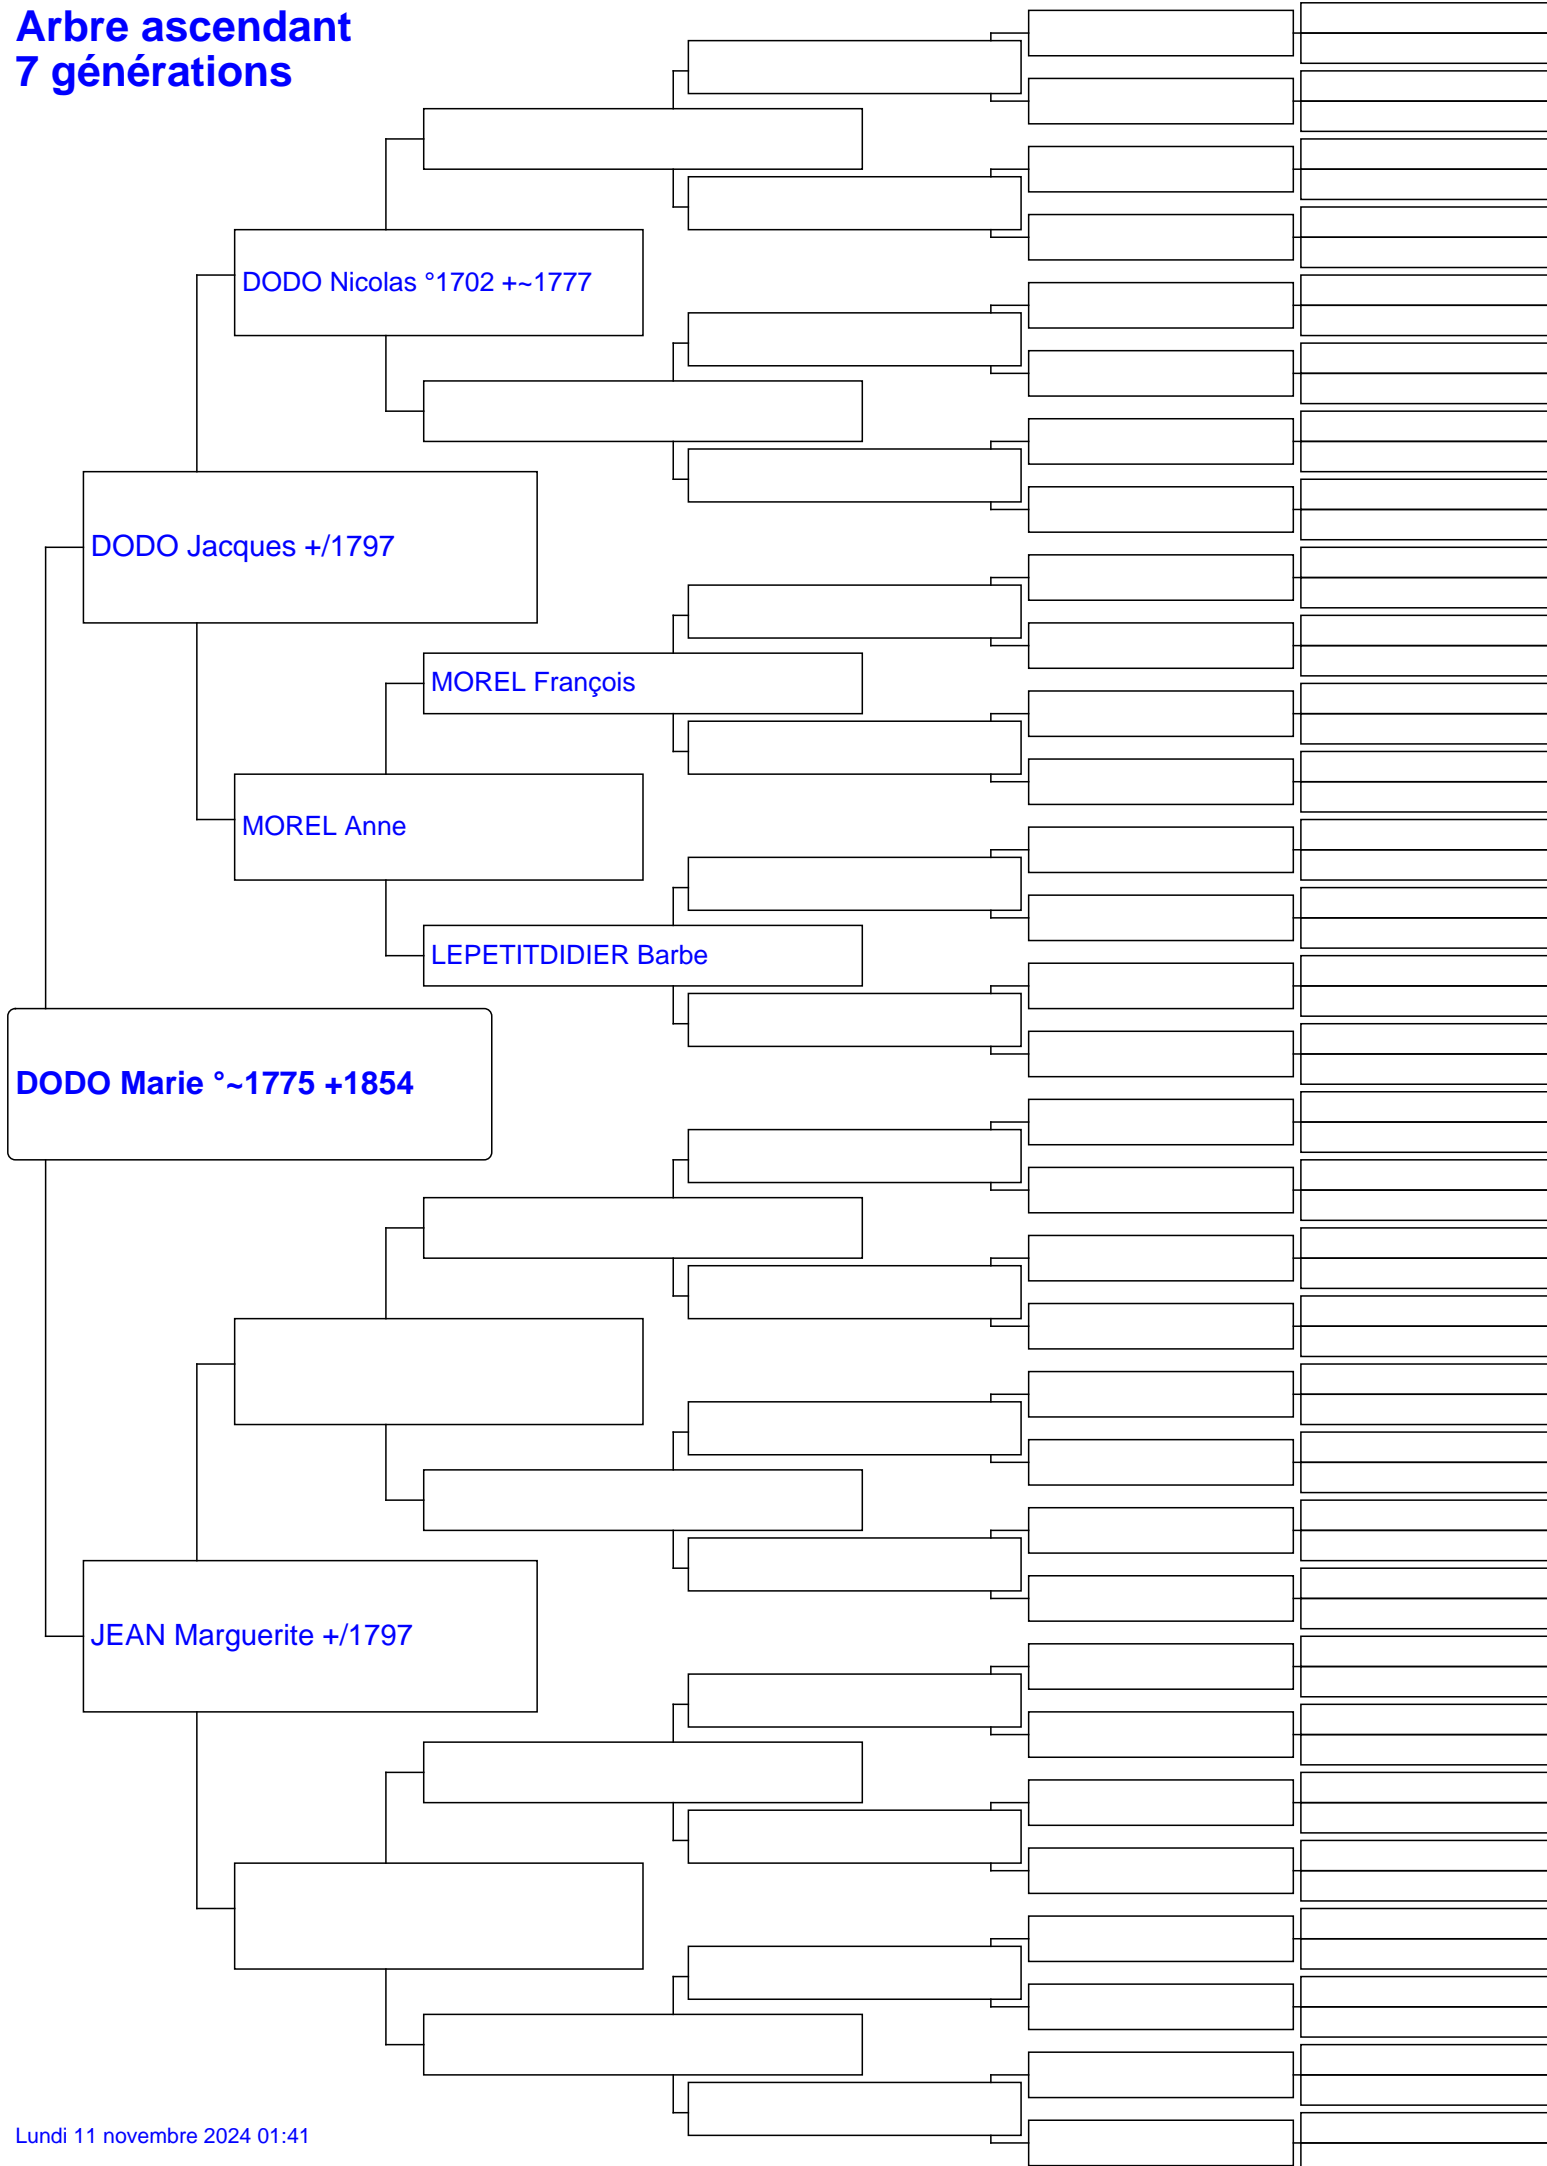 Arbre ascendant
7 générations
DODO Nicolas °1702 +~1777
DODO Jacques +/1797
MOREL François
MOREL Anne
LEPETITDIDIER Barbe
DODO Marie °~1775 +1854
JEAN Marguerite +/1797
Lundi 11 novembre 2024 01:41